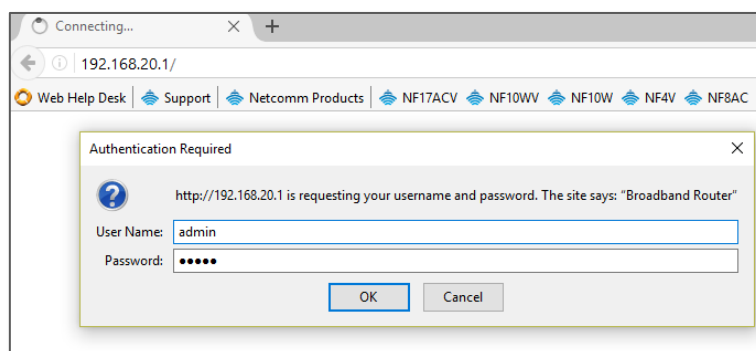 Connecting...
192.168.20.1/
Web Help Desk Support Netcomm Products NF17ACV NF10WV NF10W NF4V NF8AC
Authentication Required
http://192.168.20.1 is requesting your username and password. The site says: “Broadband Router”
User Name: admin
Password: •••••
OK Cancel